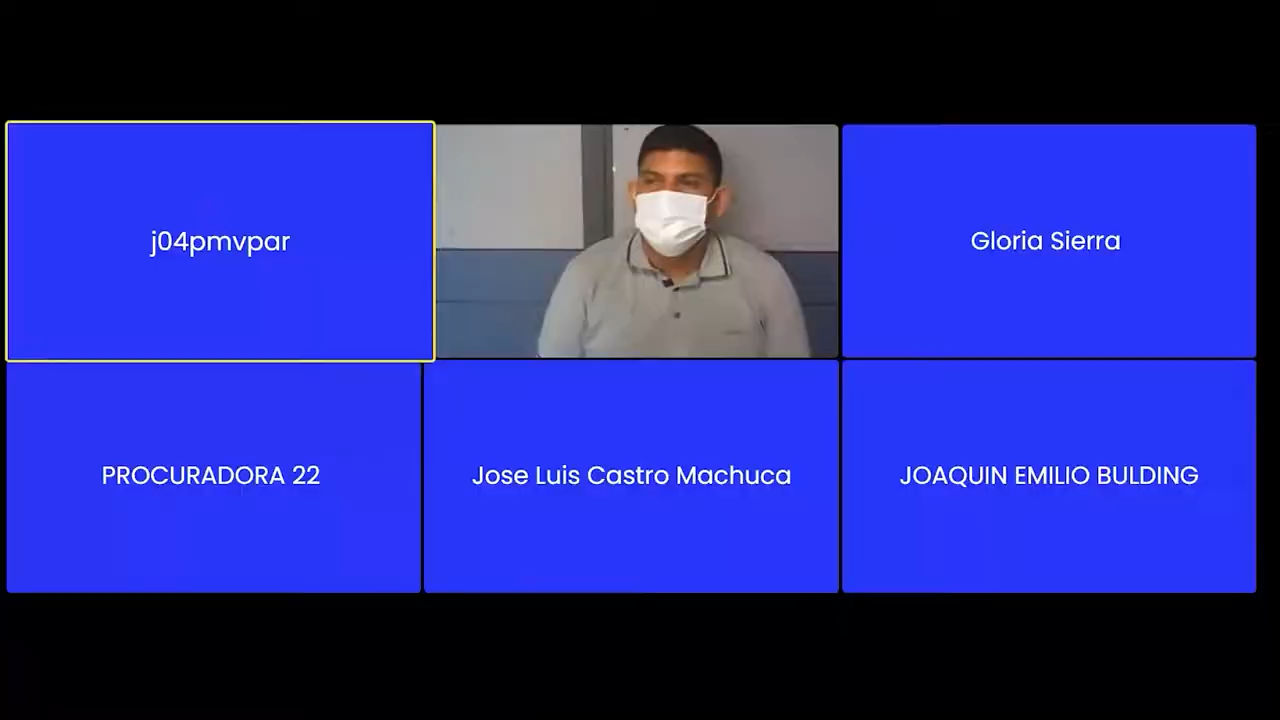 j04pmvpar
Gloria Sierra
PROCURADORA 22
Jose Luis Castro Machuca
JOAQUIN EMILIO BULDING